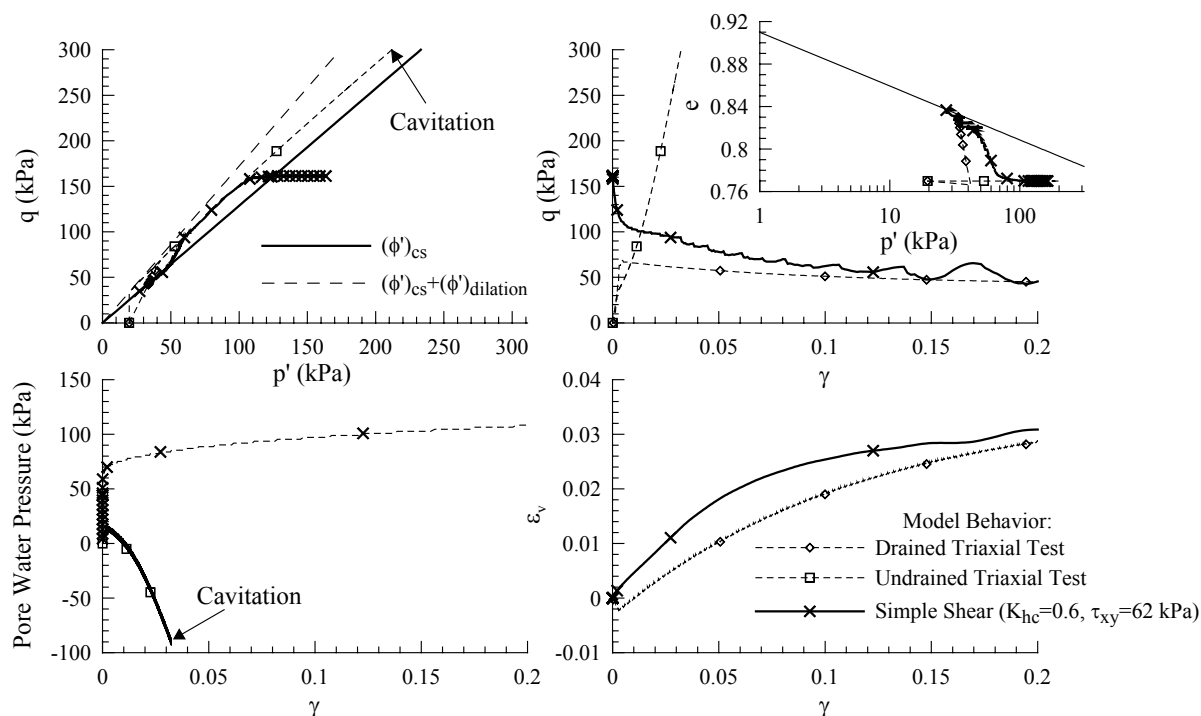 300
250
200
150
100
50
0
q (kPa)
Cavitation
(ϕ')cs
(ϕ')cs+(ϕ')dilation
0 50 100 150 200 250 300
p' (kPa)
300
250
200
150
100
50
0
q (kPa)
0 0.05 0.1 0.15 0.2
γ
0.92
0.88
0.84
0.8
0.76
e
1 10 100
p' (kPa)
150
100
50
0
-50
-100
Pore Water Pressure (kPa)
Cavitation
0 0.05 0.1 0.15 0.2
γ
0.04
0.03
0.02
0.01
0
-0.01
εv
Model Behavior:
Drained Triaxial Test
Undrained Triaxial Test
Simple Shear (Khc=0.6, τxy=62 kPa)
0 0.05 0.1 0.15 0.2
γ